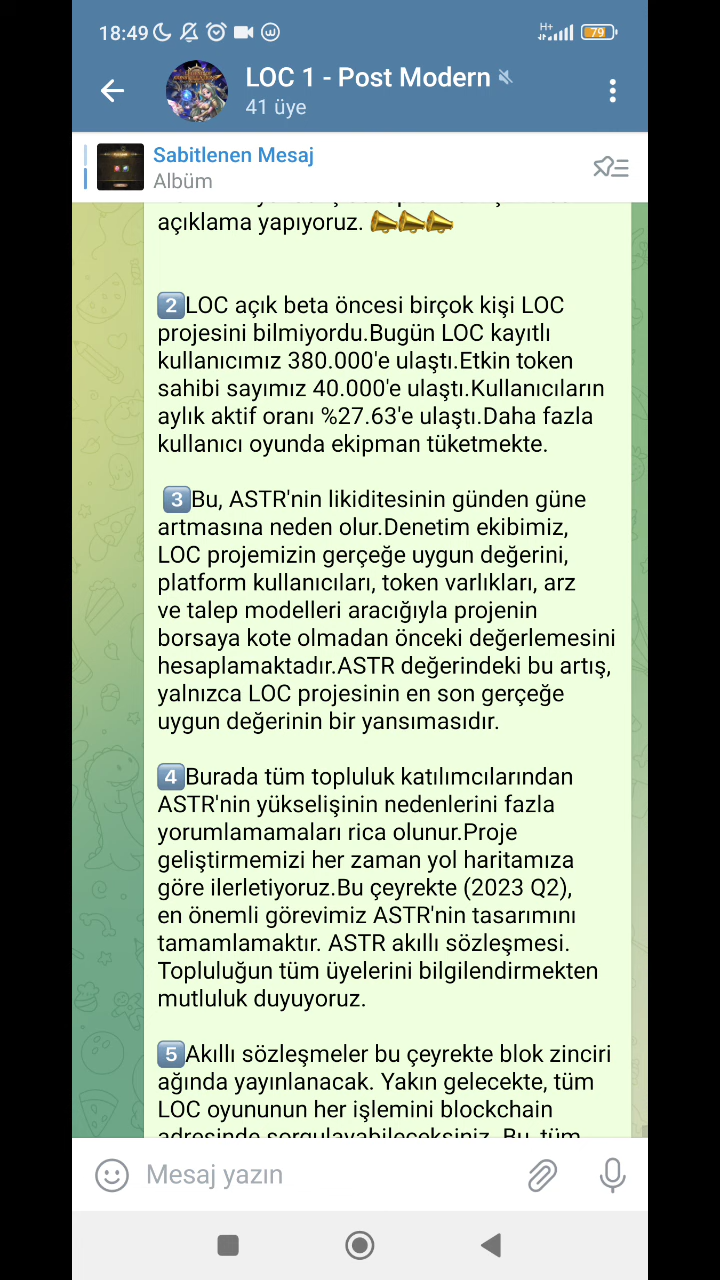 18:49
H+
79
LOC 1 - Post Modern
41 üye
Sabitlenen Mesaj
Albüm
açıklama yapıyoruz. 📣📣📣
2️⃣LOC açık beta öncesi birçok kişi LOC
projesini bilmiyordu.Bugün LOC kayıtlı
kullanıcımız 380.000'e ulaştı.Etkin token
sahibi sayımız 40.000'e ulaştı.Kullanıcıların
aylık aktif oranı %27.63'e ulaştı.Daha fazla
kullanıcı oyunda ekipman tüketmekte.
3️⃣Bu, ASTR'nin likiditesinin günden güne
artmasına neden olur.Denetim ekibimiz,
LOC projemizin gerçeğe uygun değerini,
platform kullanıcıları, token varlıkları, arz
ve talep modelleri aracığıyla projenin
borsaya kote olmadan önceki değerlemesini
hesaplamaktadır.ASTR değerindeki bu artış,
yalnızca LOC projesinin en son gerçeğe
uygun değerinin bir yansımasıdır.
4️⃣Burada tüm topluluk katılımcılarından
ASTR'nin yükselişinin nedenlerini fazla
yorumlamamaları rica olunur.Proje
geliştirmemizi her zaman yol haritamıza
göre ilerletiyoruz.Bu çeyrekte (2023 Q2),
en önemli görevimiz ASTR'nin tasarımını
tamamlamaktır. ASTR akıllı sözleşmesi.
Topluluğun tüm üyelerini bilgilendirmekten
mutluluk duyuyoruz.
5️⃣Akıllı sözleşmeler bu çeyrekte blok zinciri
ağında yayınlanacak. Yakın gelecekte, tüm
LOC oyununun her işlemini blockchain
adresinde sorgulayabileceksiniz. Bu, tüm
Mesaj yazın